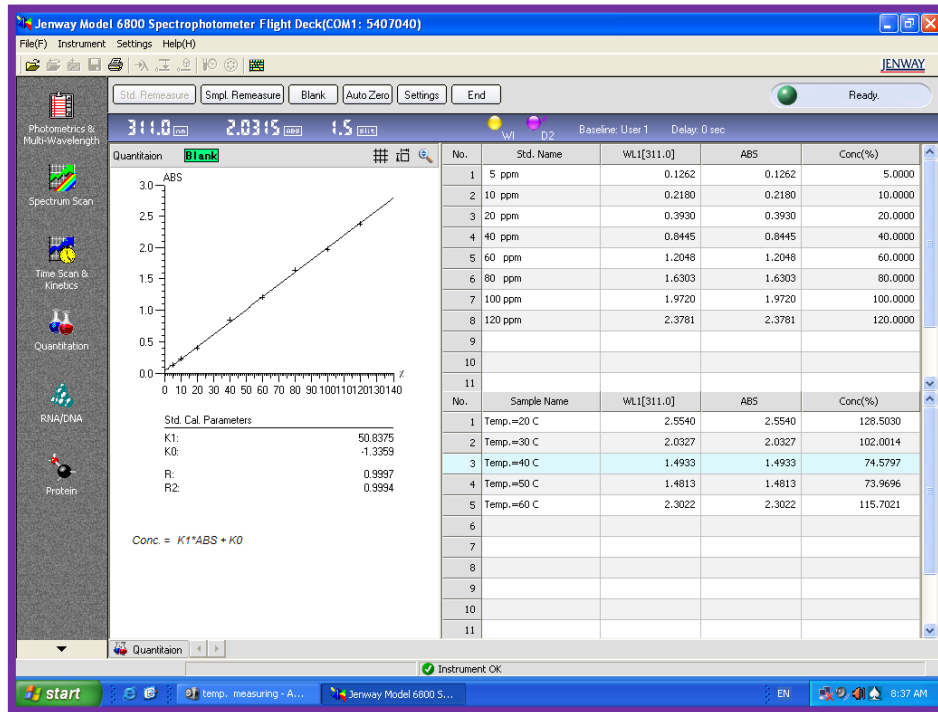 Jenway Model 6800 Spectrophotometer Flight Deck(COM1: 5407040)
File(F) Instrument Settings Help(H)
JENWAY
Std. Remeasure Smpl. Remeasure Blank Auto Zero Settings End Ready.
311.0 nm 2.0315 ABS 1.5 slit WI D2 Baseline: User 1 Delay: 0 sec
Photometrics &
Multi-Wavelength
Spectrum Scan
Time Scan &
Kinetics
Quantitation
RNA/DNA
Protein
Quantitaion Blank
ABS
3.0
2.5
2.0
1.5
1.0
0.5
0.0
0 10 20 30 40 50 60 70 80 90 100110120130140 %
Std. Cal. Parameters
K1: 50.8375
K0: -1.3359
R: 0.9997
R2: 0.9994
Conc. = K1*ABS + K0
No. Std. Name WL1[311.0] ABS Conc(%)
1 5 ppm 0.1262 0.1262 5.0000
2 10 ppm 0.2180 0.2180 10.0000
3 20 ppm 0.3930 0.3930 20.0000
4 40 ppm 0.8445 0.8445 40.0000
5 60 ppm 1.2048 1.2048 60.0000
6 80 ppm 1.6303 1.6303 80.0000
7 100 ppm 1.9720 1.9720 100.0000
8 120 ppm 2.3781 2.3781 120.0000
9
10
11
No. Sample Name WL1[311.0] ABS Conc(%)
1 Temp.=20 C 2.5540 2.5540 128.5030
2 Temp.=30 C 2.0327 2.0327 102.0014
3 Temp.=40 C 1.4933 1.4933 74.5797
4 Temp.=50 C 1.4813 1.4813 73.9696
5 Temp.=60 C 2.3022 2.3022 115.7021
6
7
8
9
10
11
Quantitaion
Instrument OK
start temp. measuring - A... Jenway Model 6800 S... EN 8:37 AM